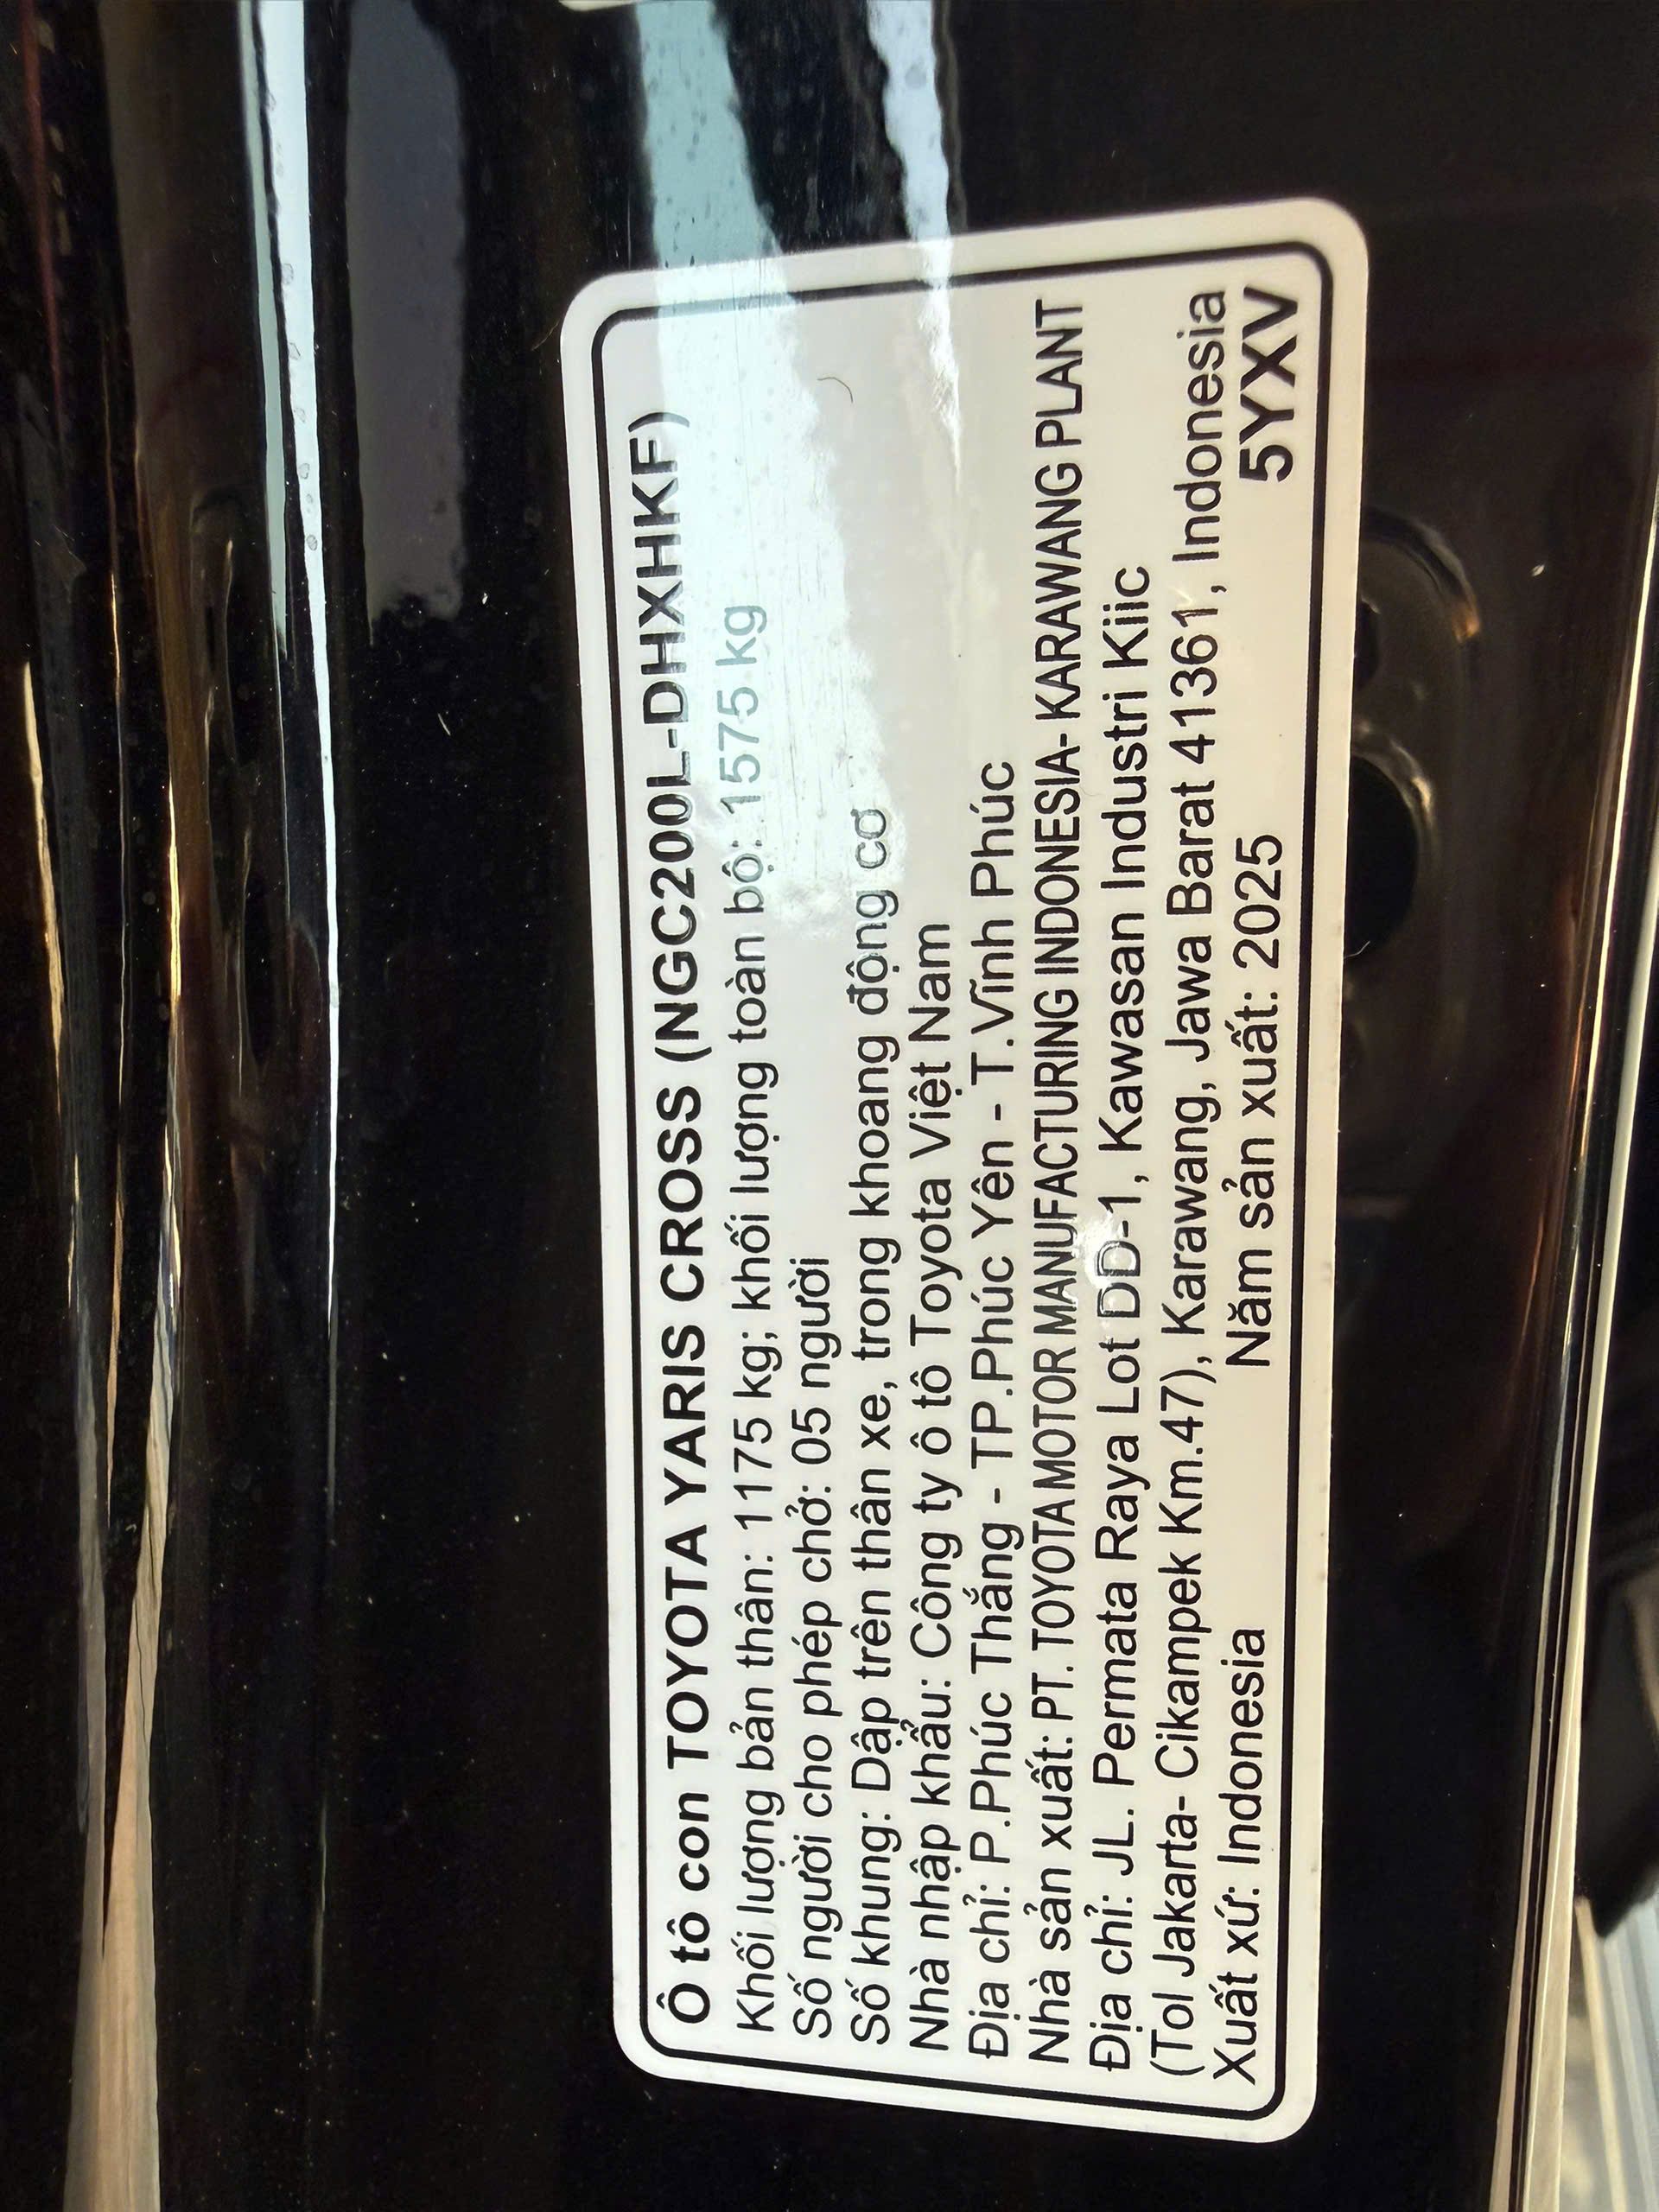 Ô tô con TOYOTA YARIS CROSS (NGC200L-DHXHKF)
Khối lượng bản thân: 1175 kg; khối lượng toàn bộ: 1575 kg
Số người cho phép chở: 05 người
Số khung: Dập trên thân xe, trong khoang động cơ
Nhà nhập khẩu: Công ty ô tô Toyota Việt Nam
Địa chỉ: P.Phúc Thắng - TP.Phúc Yên - T.Vĩnh Phúc
Nhà sản xuất: PT. TOYOTA MOTOR MANUFACTURING INDONESIA- KARAWANG PLANT
Địa chỉ: JL. Permata Raya Lot DD-1, Kawasan Industri Kiic
(Tol Jakarta- Cikampek Km.47), Karawang, Jawa Barat 41361, Indonesia
Xuất xứ: Indonesia Năm sản xuất: 2025 5YXV